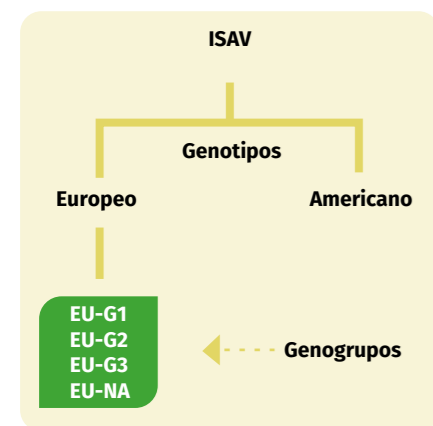 ISAV
Genotipos
Europeo
Americano
EU-G1
EU-G2
EU-G3
EU-NA
Genogrupos